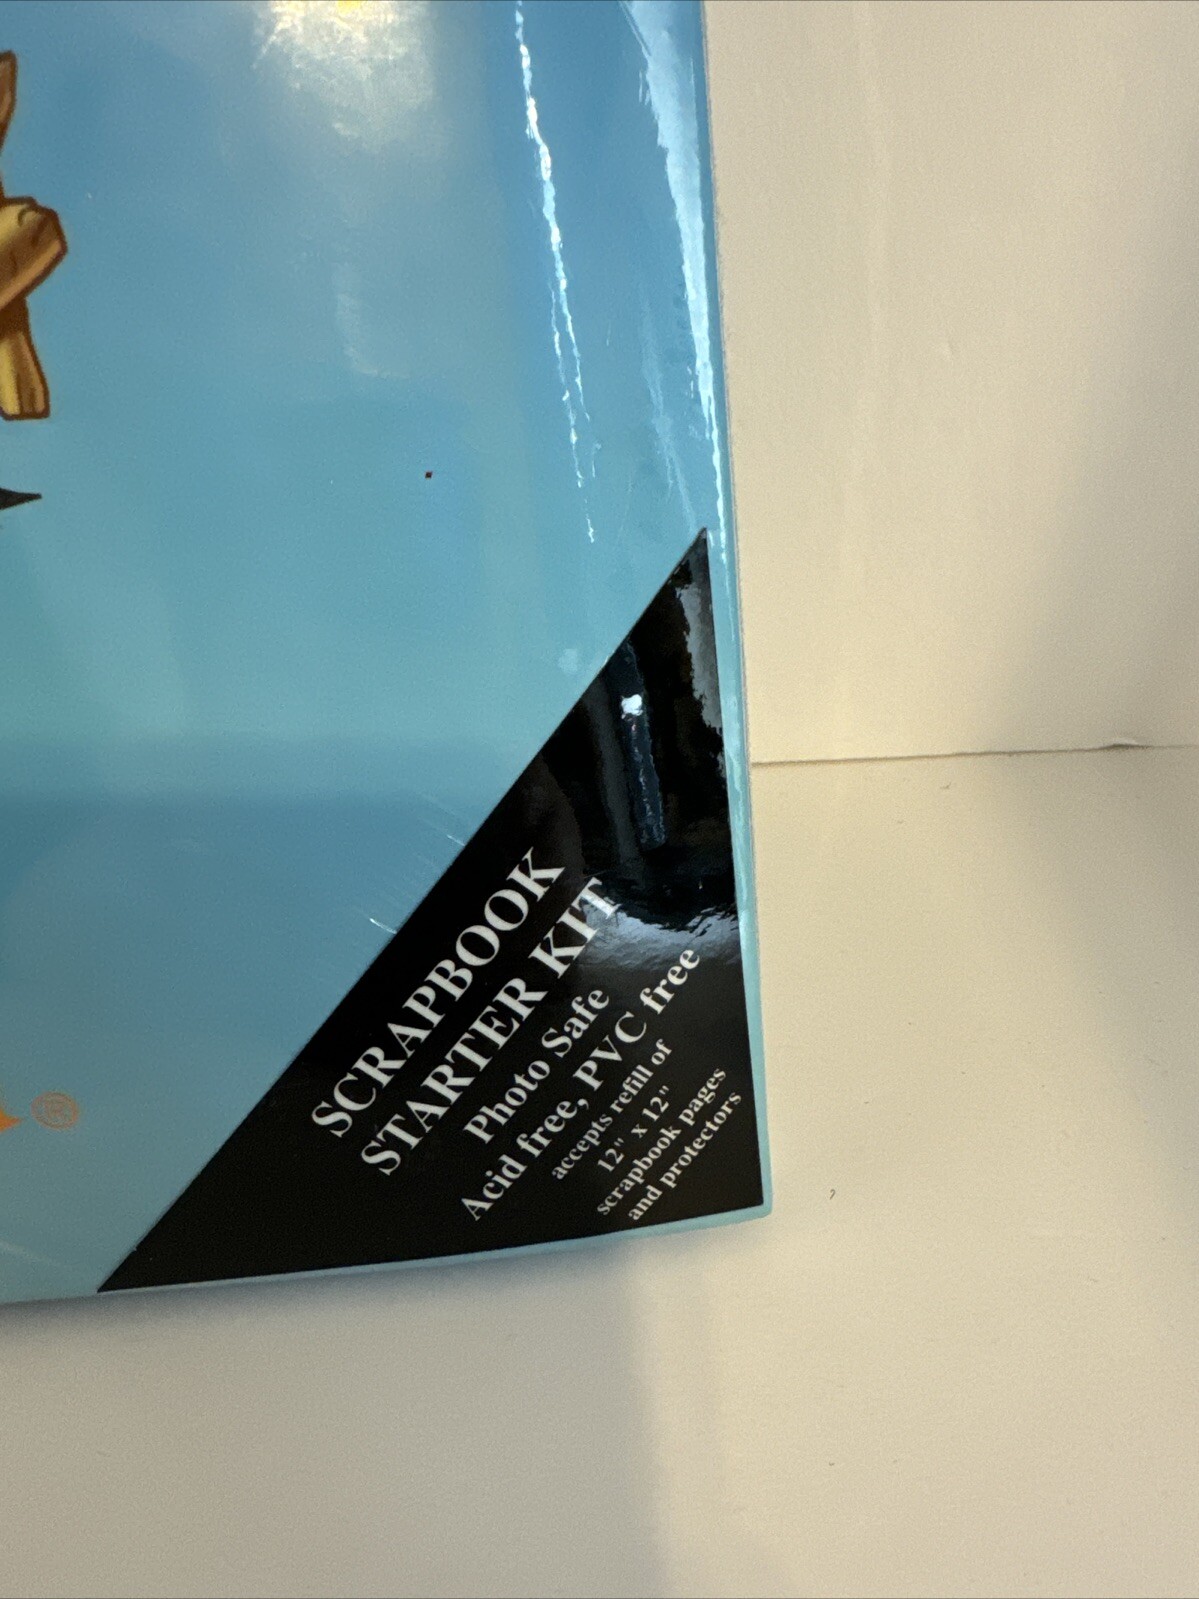 SCRAPBOOK
STARTER KIT
Photo Safe
Acid free, PVC free
accepts refill of
12" x 12"
scrapbook pages
and protectors
®